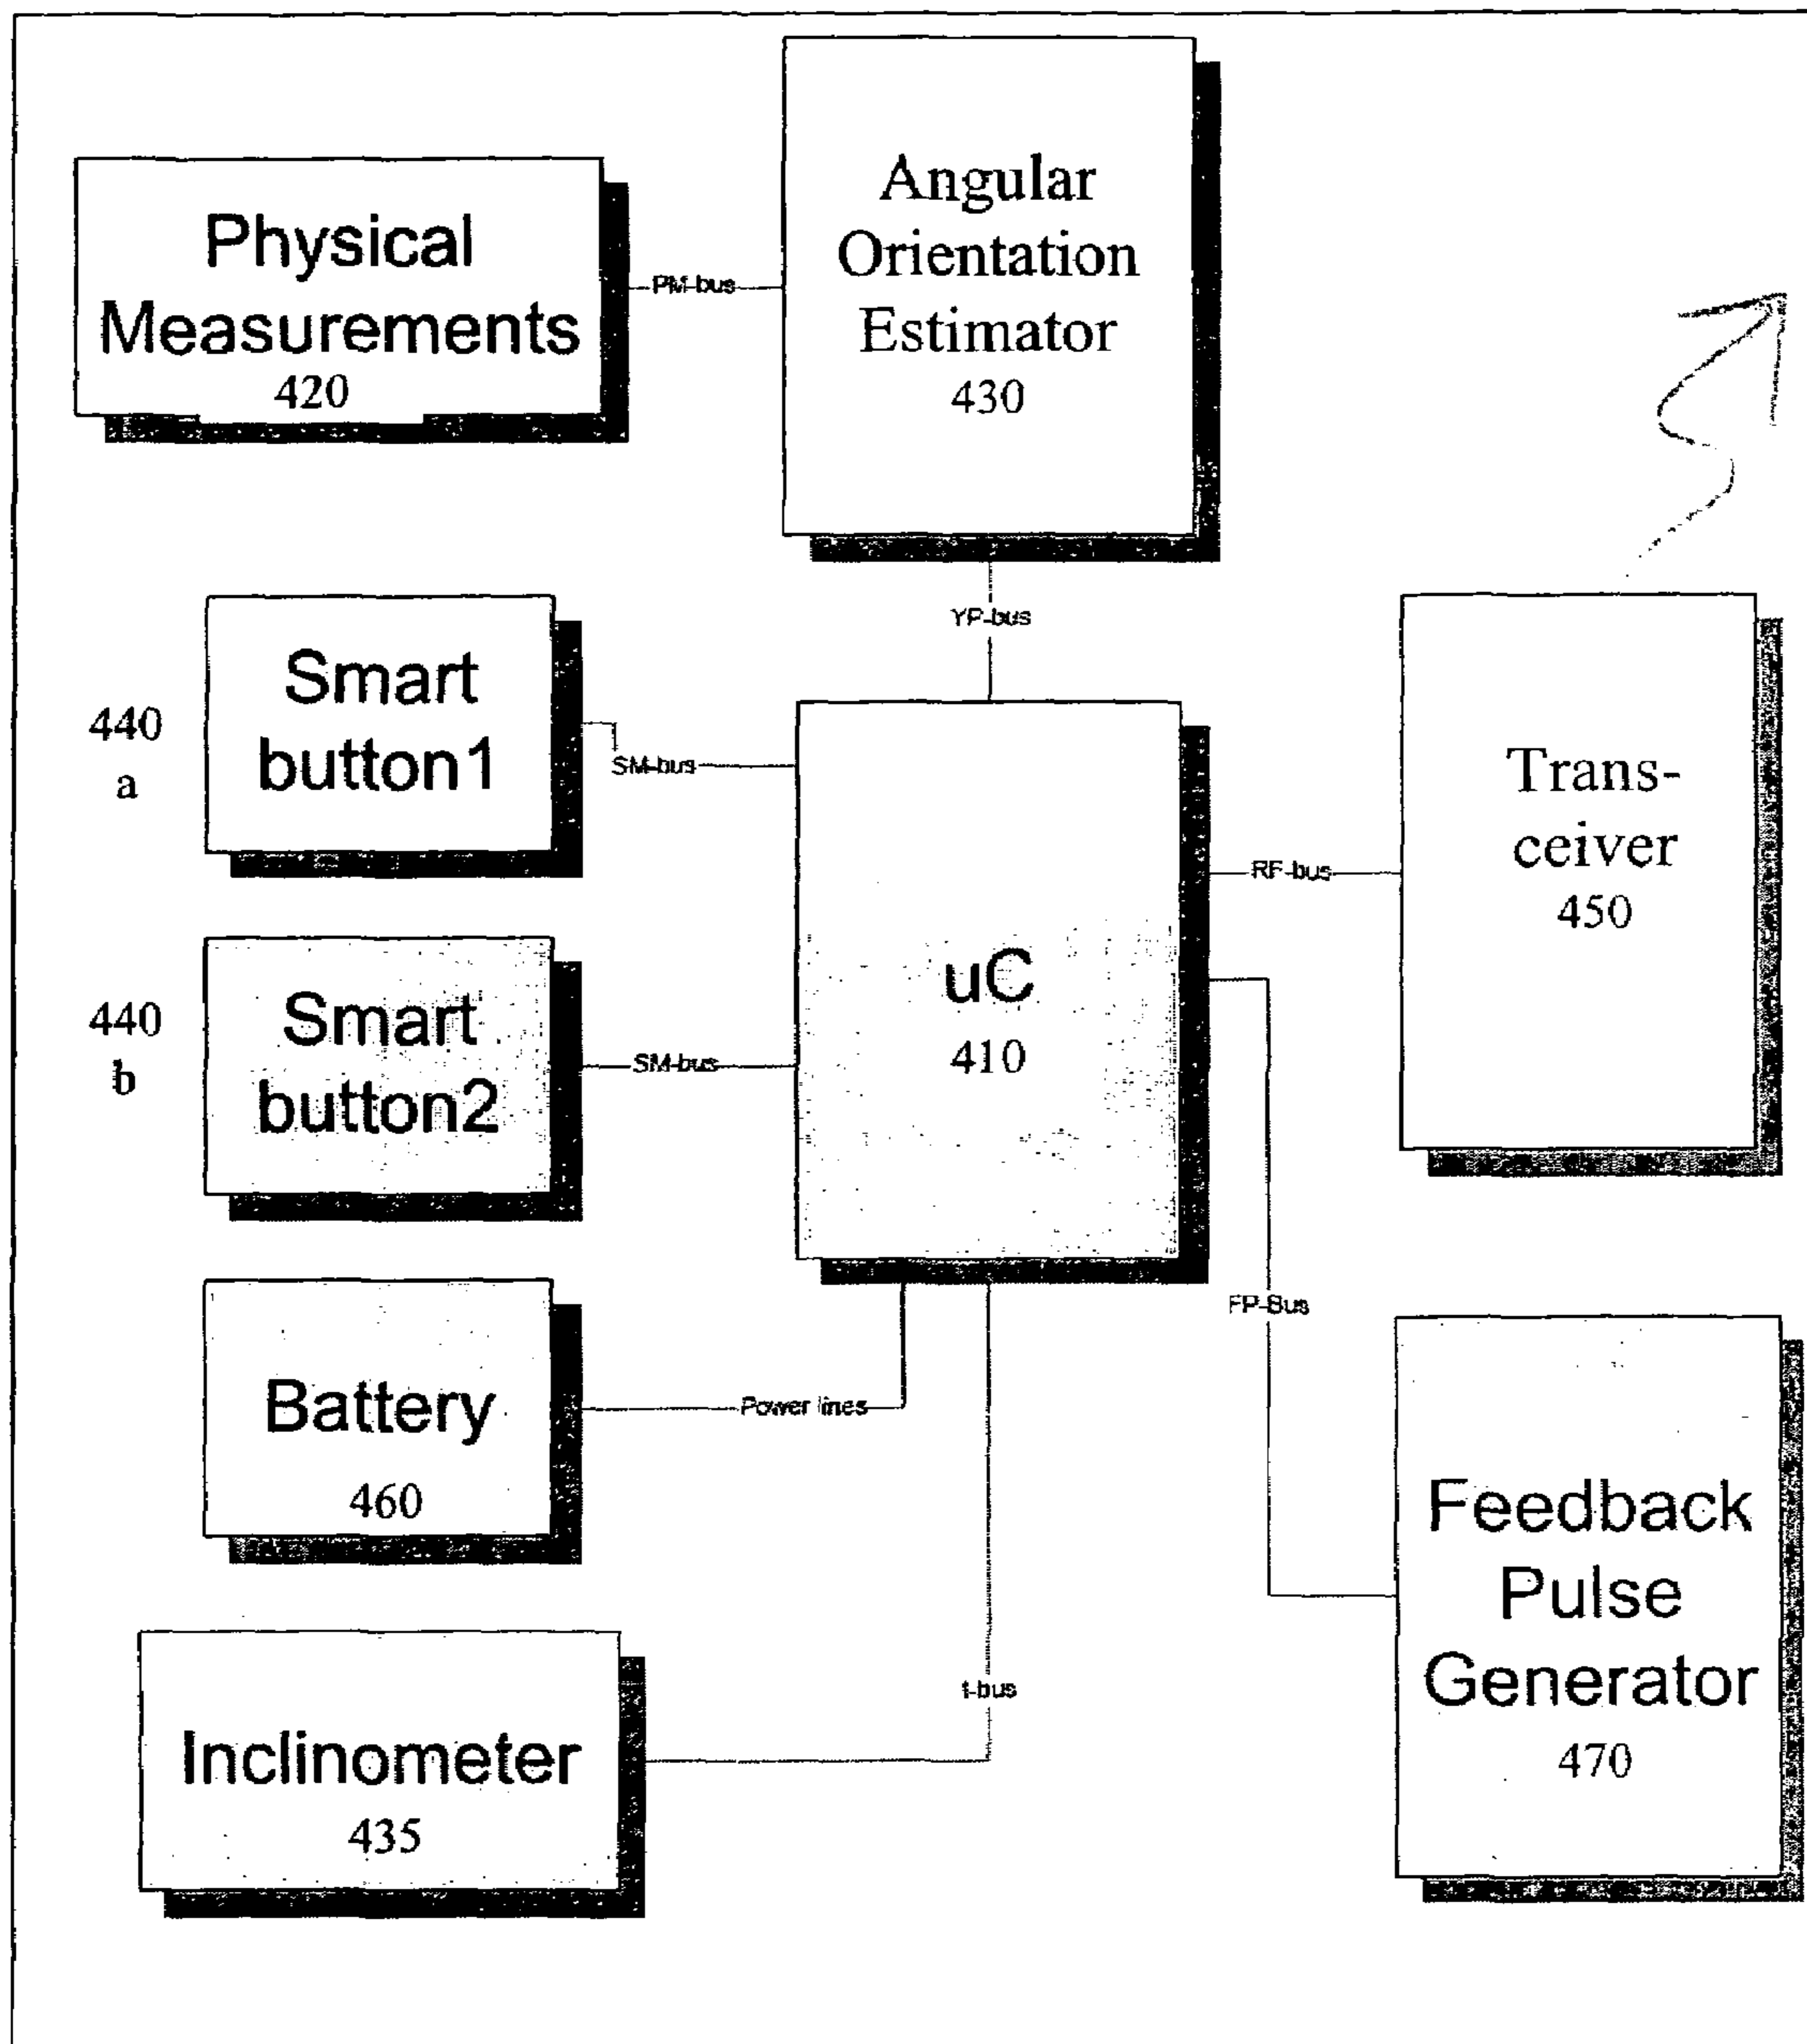 Physical
Measurements
420
PM-bus
Angular
Orientation
Estimator
430
YP-bus
440
a
Smart
button1
SM-bus
440
b
Smart
button2
SM-bus
uC
410
RF-bus
Trans-
ceiver
450
Battery
460
Power lines
FP-Bus
Inclinometer
435
t-bus
Feedback
Pulse
Generator
470